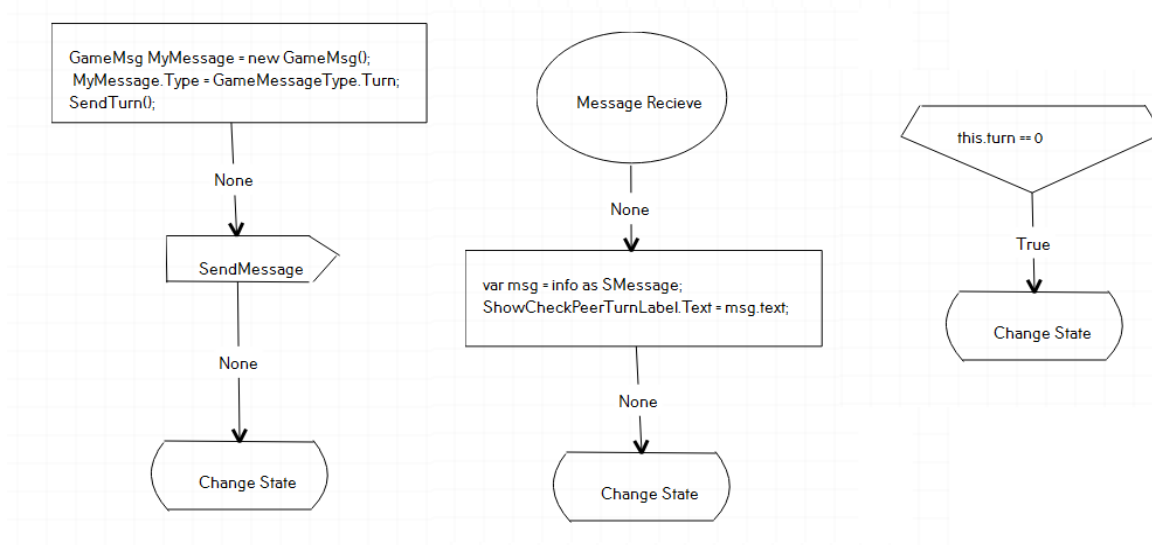 GameMsg MyMessage = new GameMsg();
MyMessage.Type = GameMessageType.Turn;
SendTurn();
None
SendMessage
None
Change State
Message Recieve
None
var msg = info as SMessage;
ShowCheckPeerTurnLabel.Text = msg.text;
None
Change State
this.turn == 0
True
Change State